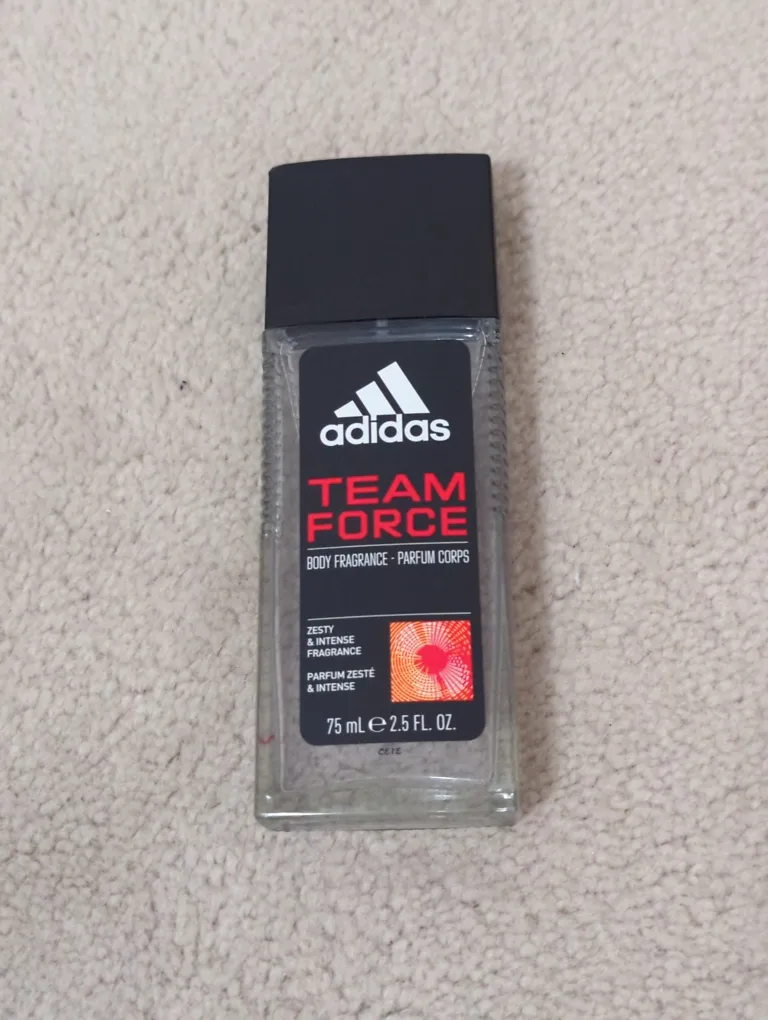 adidas
TEAM
FORCE
BODY FRAGRANCE - PARFUM CORPS
ZESTY
& INTENSE
FRAGRANCE
PARFUM ZESTÉ
& INTENSE
75 mL ℮ 2.5 FL. OZ.